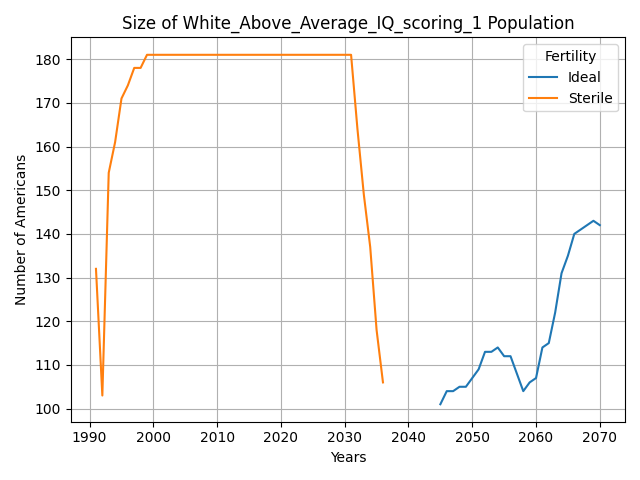 Size of White_Above_Average_IQ_scoring_1 Population
Fertility
Ideal
Sterile
Number of Americans
180
170
160
150
140
130
120
110
100
1990 2000 2010 2020 2030 2040 2050 2060 2070
Years